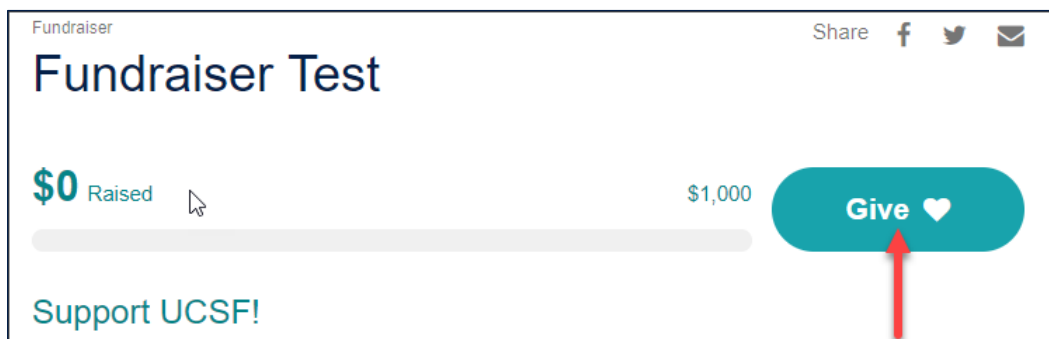 Fundraiser
Share
Fundraiser Test
$0 Raised
$1,000
Give
Support UCSF!